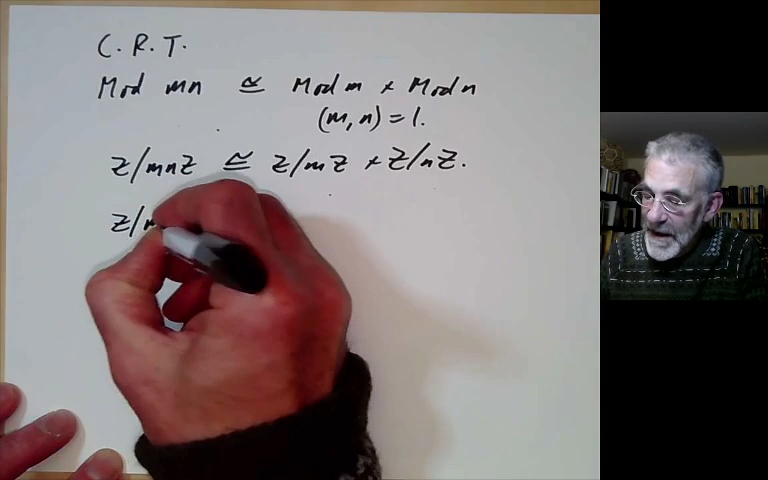 C. R. T.
Mod mn ≅ Mod m × Mod n
(m, n) = 1.
Z/mnZ ≅ Z/mZ × Z/nZ.
Z/m